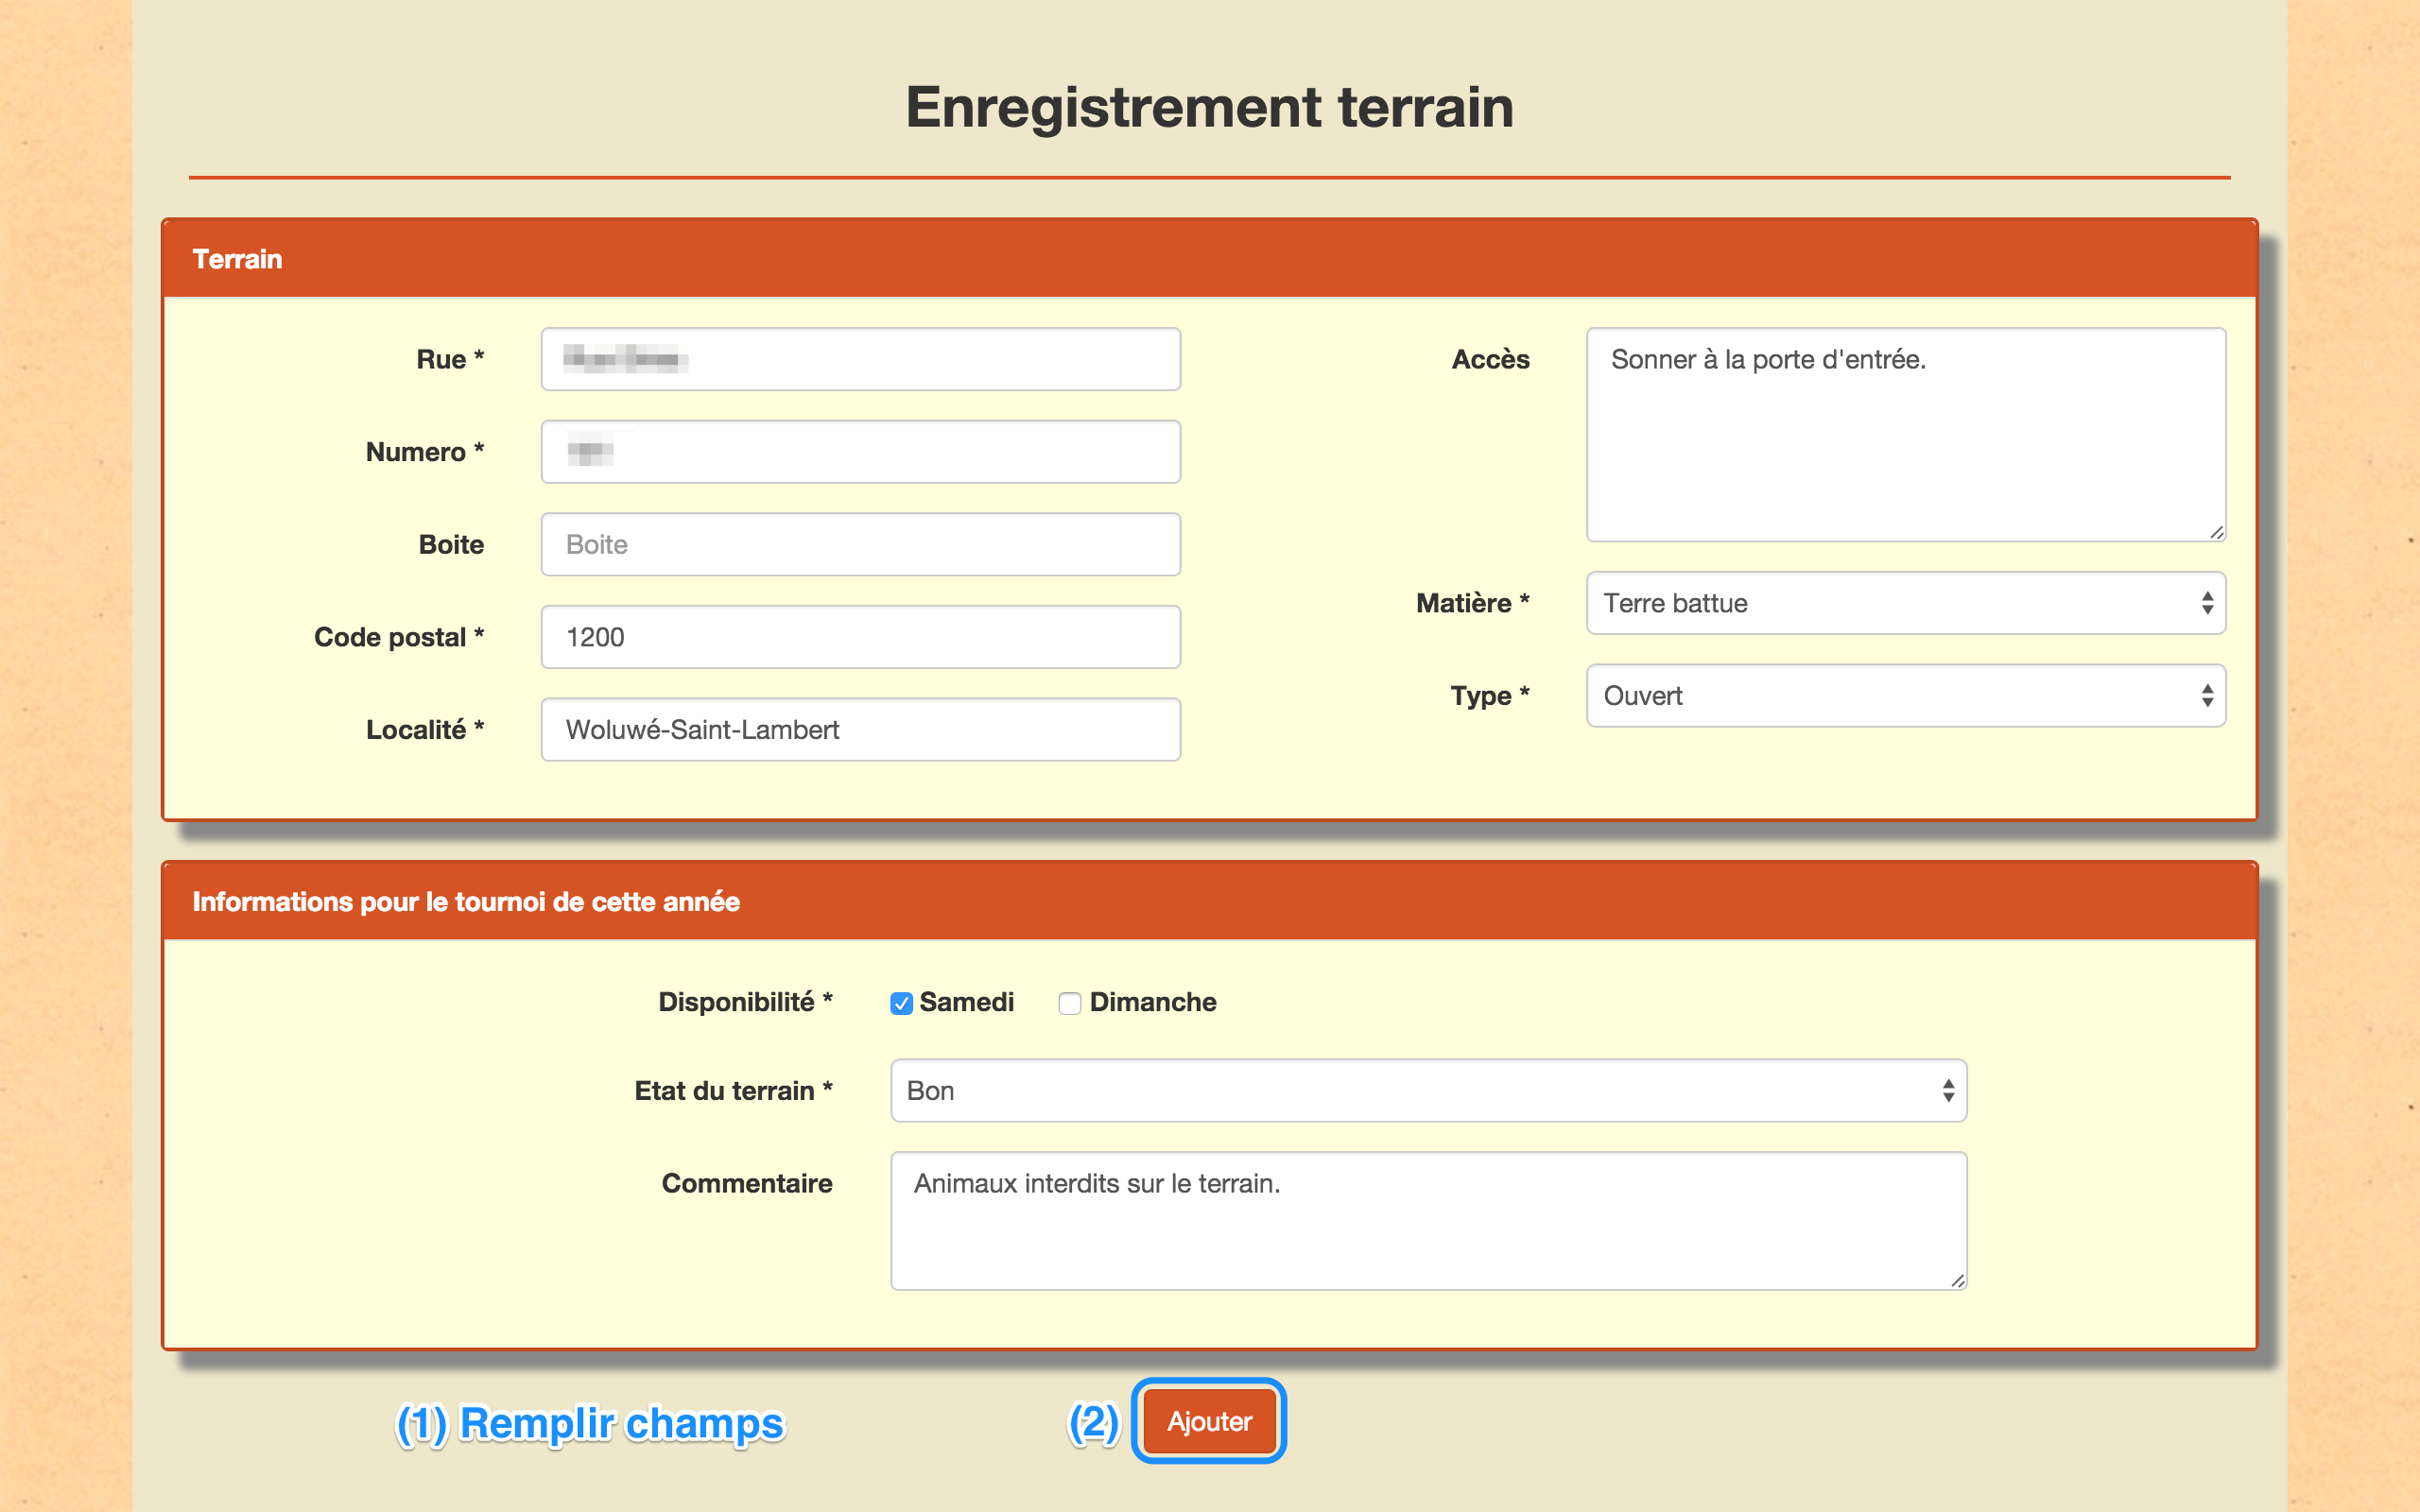 Enregistrement terrain
Terrain
Rue *
Numero *
Boite
Boite
Code postal *
1200
Localité *
Woluwé-Saint-Lambert
Accès
Sonner à la porte d'entrée.
Matière *
Terre battue
Type *
Ouvert
Informations pour le tournoi de cette année
Disponibilité *
Samedi
Dimanche
Etat du terrain *
Bon
Commentaire
Animaux interdits sur le terrain.
(1) Remplir champs
(2)
Ajouter